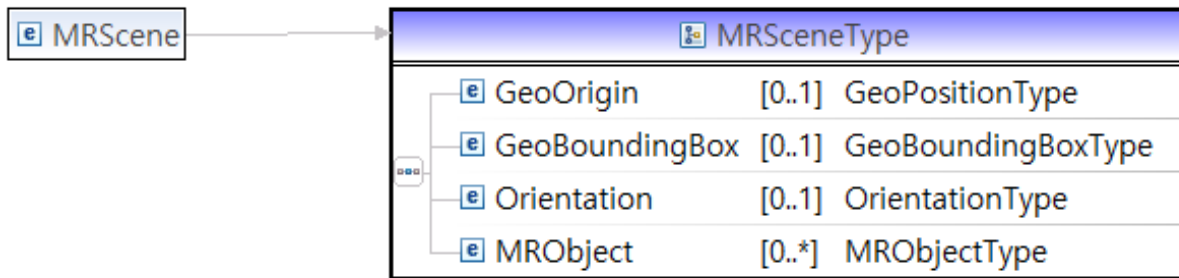 e MRScene
MRSceneType
e GeoOrigin [0..1] GeoPositionType
e GeoBoundingBox [0..1] GeoBoundingBoxType
e Orientation [0..1] OrientationType
e MRObject [0..*] MRObjectType